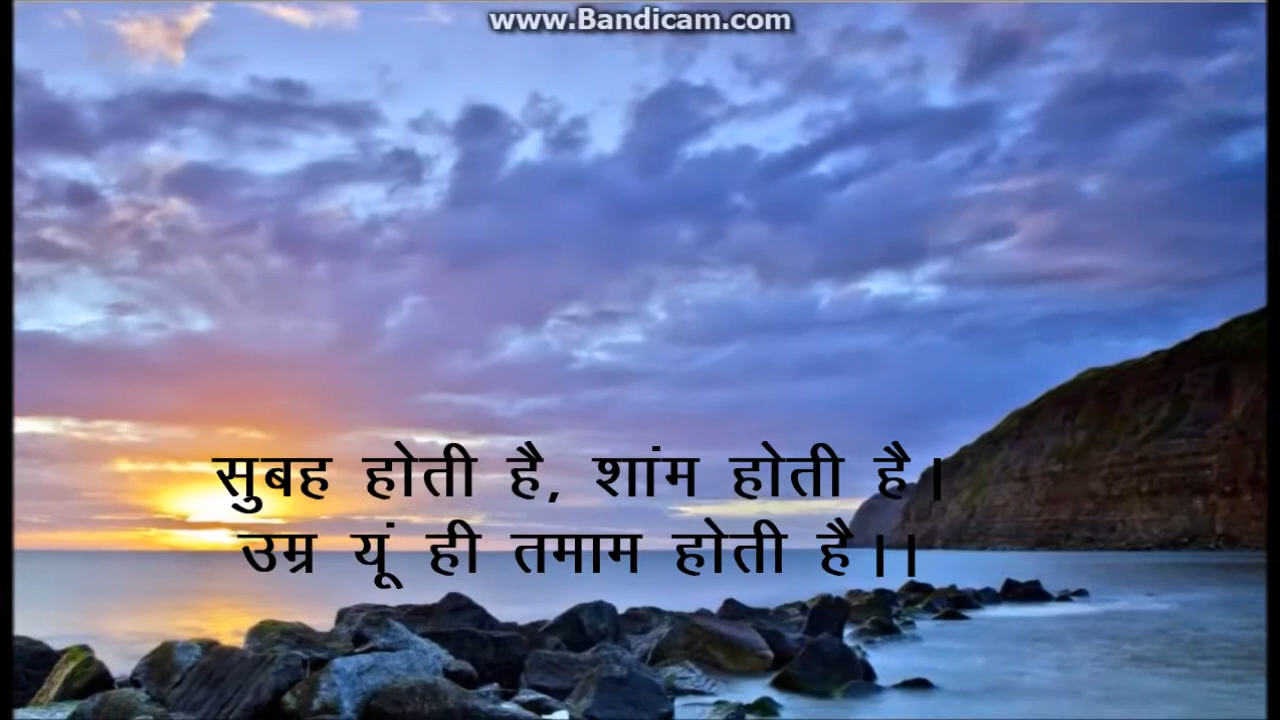 www.Bandicam.com
सुबह होती है, शांम होती है।
उम्र यूं ही तमाम होती है।।